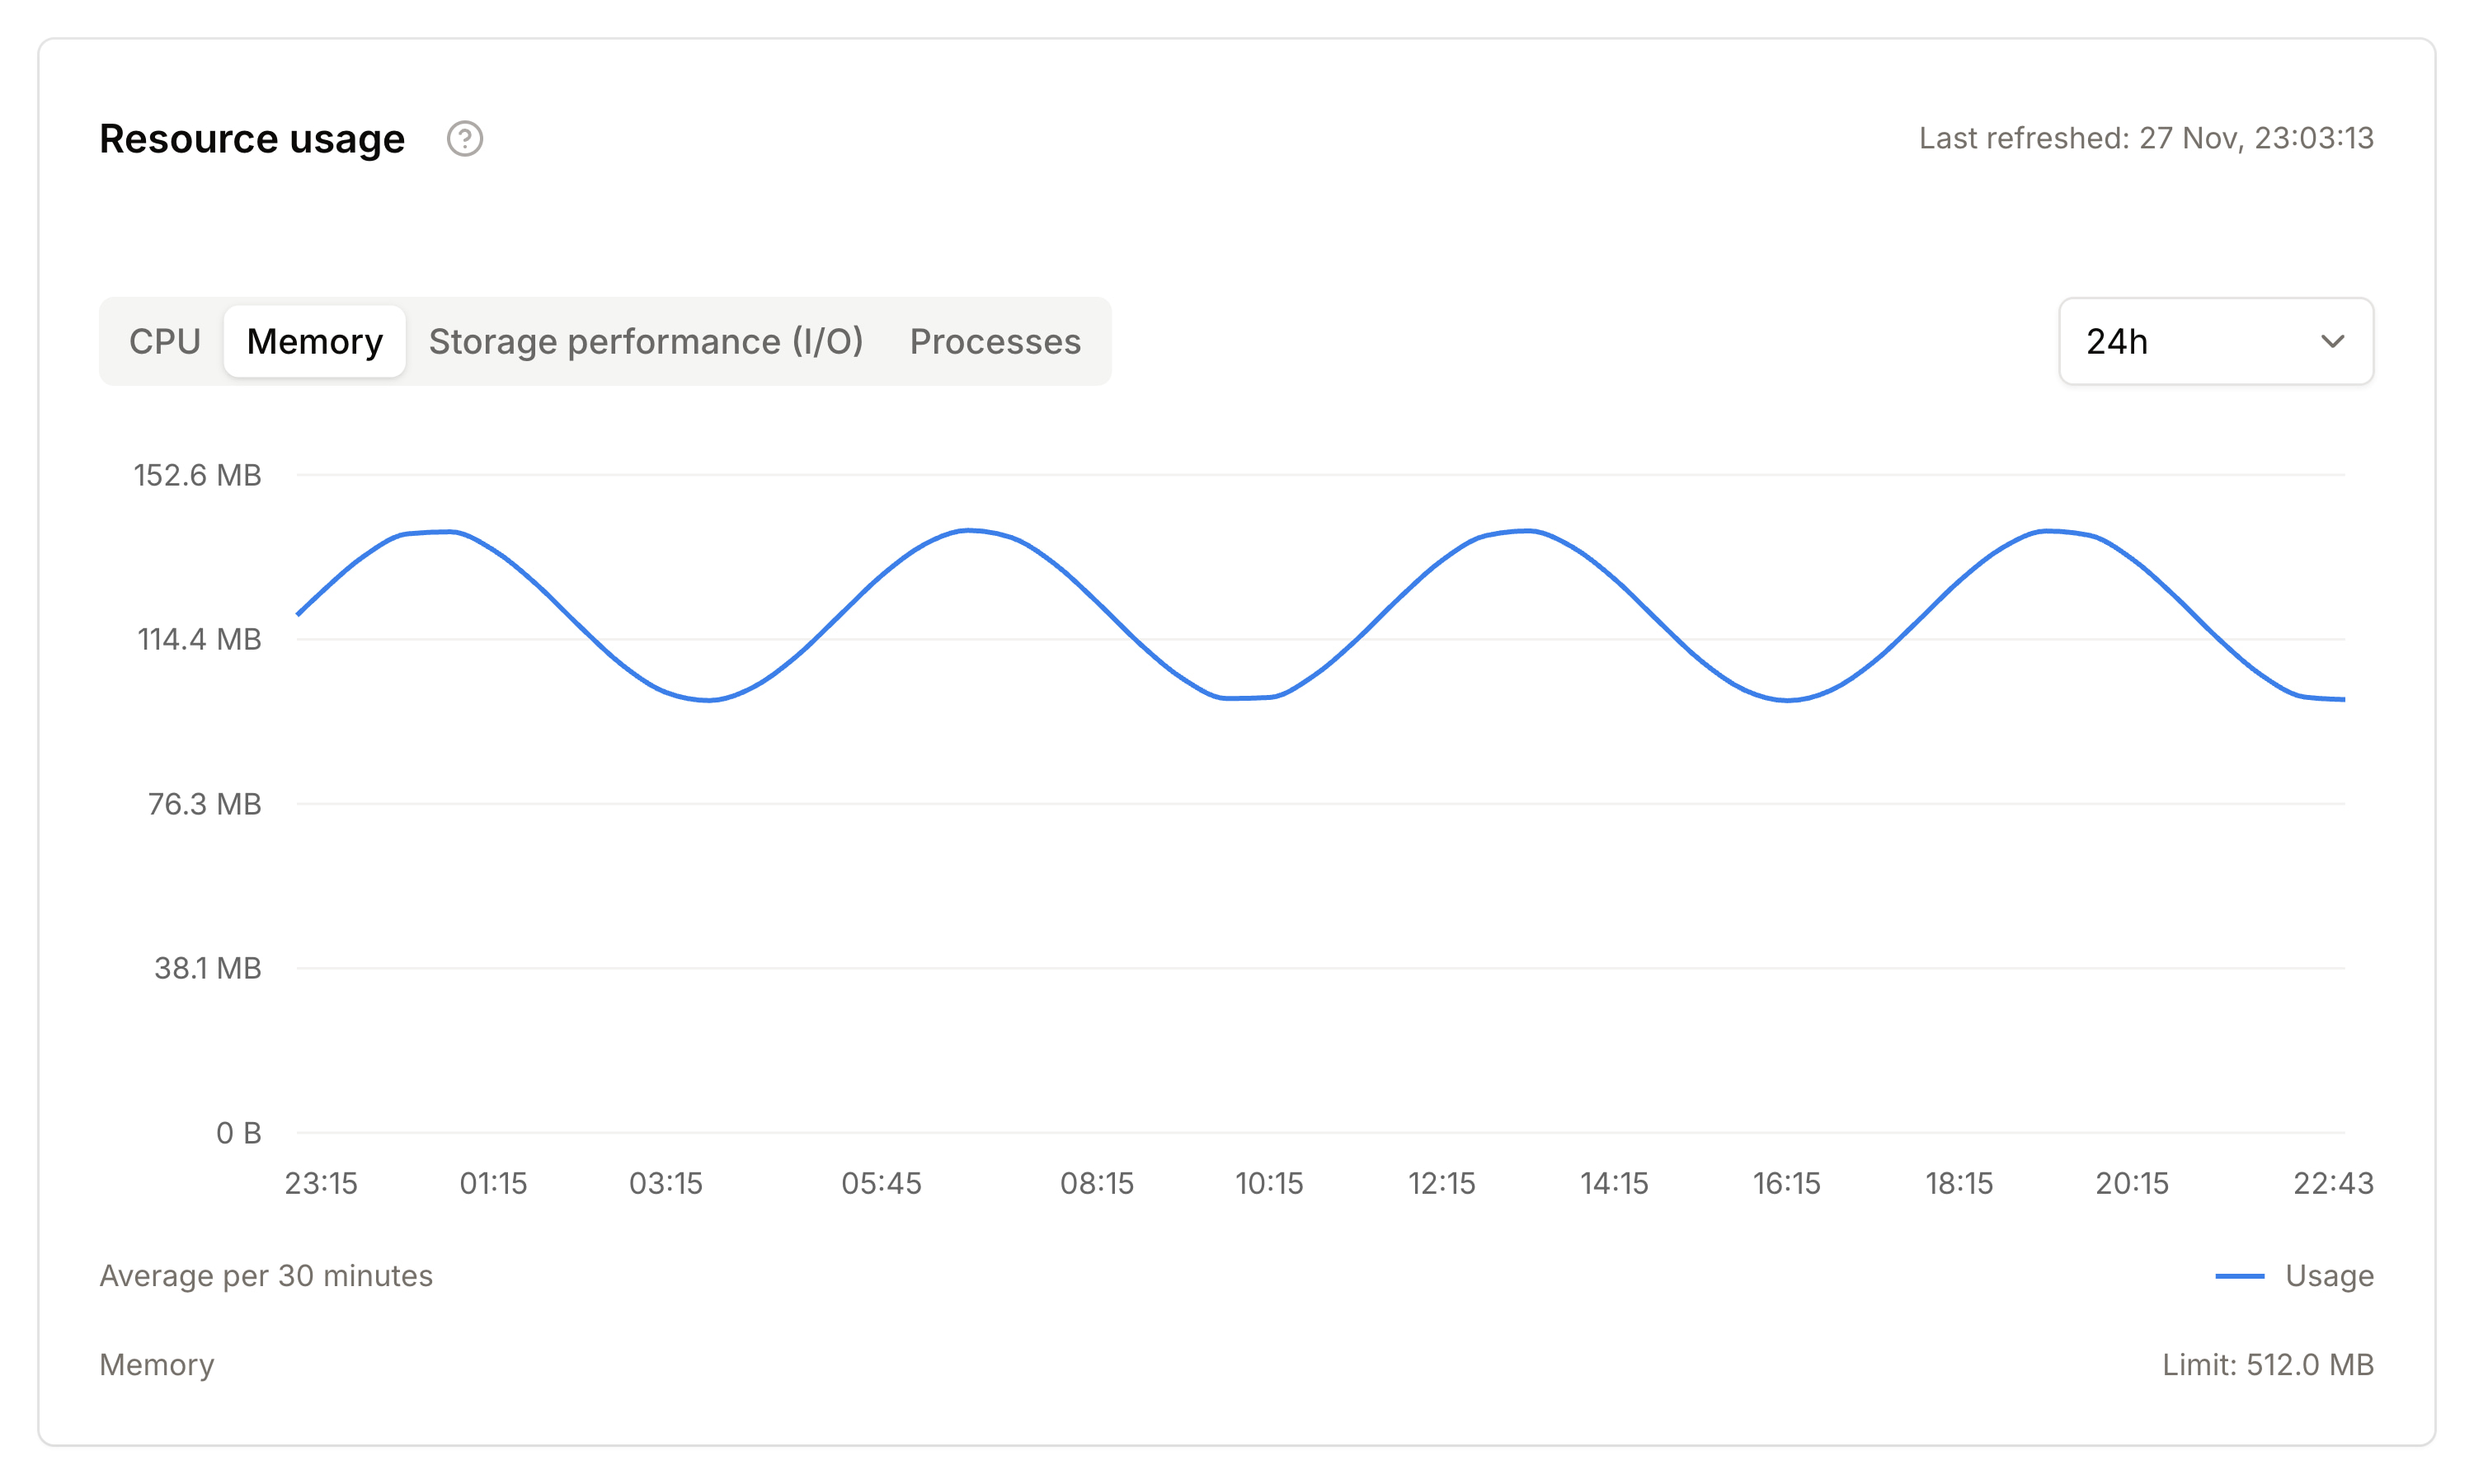 Resource usage
Last refreshed: 27 Nov, 23:03:13
CPU Memory Storage performance (I/O) Processes
24h
152.6 MB
114.4 MB
76.3 MB
38.1 MB
0 B
23:15 01:15 03:15 05:45 08:15 10:15 12:15 14:15 16:15 18:15 20:15 22:43
Average per 30 minutes
Usage
Memory
Limit: 512.0 MB